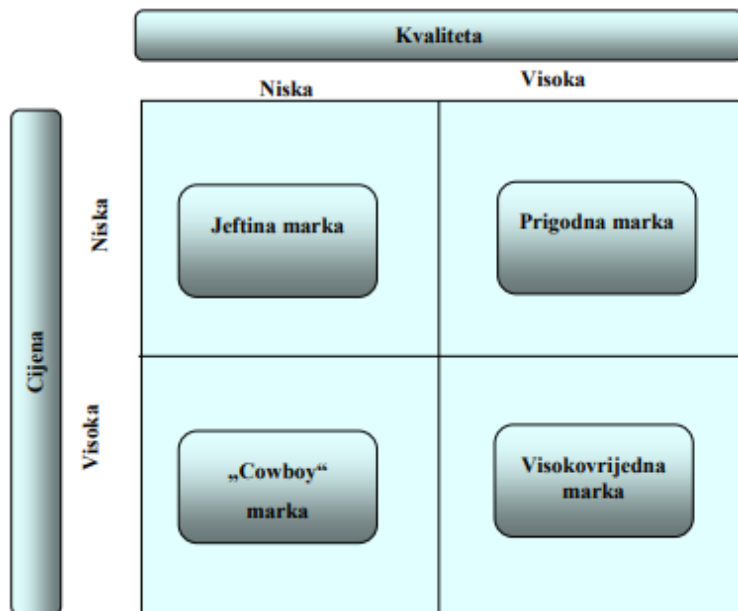 Kvaliteta
Niska
Visoka
Cijena
Niska
Jeftina marka
Prigodna marka
Visoka
„Cowboy“
marka
Visokovrijedna
marka